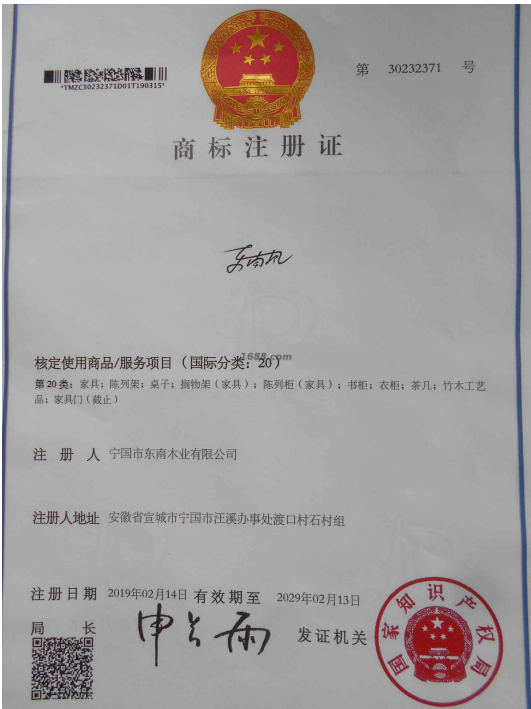 第 30232371 号
*TMZC30232371D01T190315*
商标注册证
东南风
1688.com
核定使用商品/服务项目（国际分类：20）
第20类：家具；陈列架；桌子；搁物架（家具）；陈列柜（家具）；书柜；衣柜；茶几；竹木工艺
品；家具门（截止）
注 册 人 宁国市东南木业有限公司
注册人地址 安徽省宣城市宁国市汪溪办事处渡口村石村组
注册日期 2019年02月14日 有效期至 2029年02月13日
局 长 申长雨 发证机关
国家知识产权局